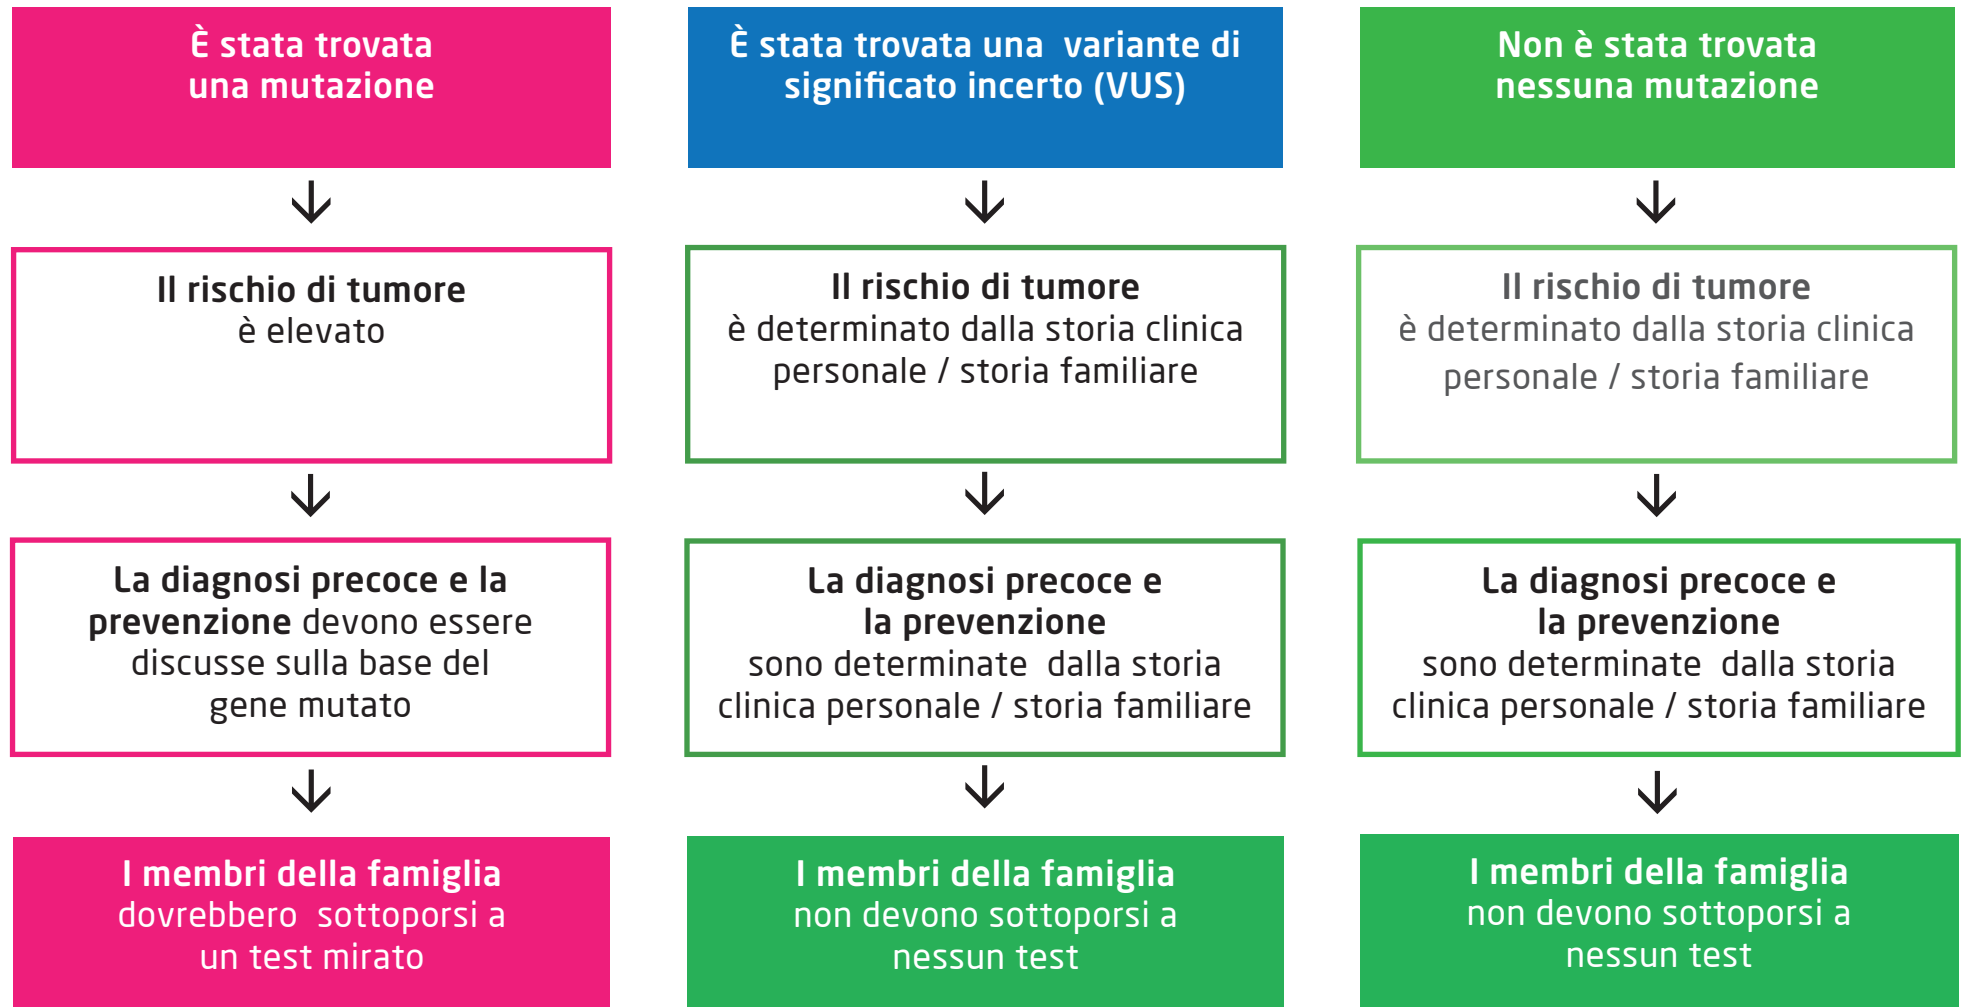 È stata trovata
una mutazione
Il rischio di tumore
è elevato
La diagnosi precoce e la
prevenzione devono essere
discusse sulla base del
gene mutato
I membri della famiglia
dovrebbero sottoporsi a
un test mirato
È stata trovata una variante di
significato incerto (VUS)
Il rischio di tumore
è determinato dalla storia clinica
personale / storia familiare
La diagnosi precoce e
la prevenzione
sono determinate dalla storia
clinica personale / storia familiare
I membri della famiglia
non devono sottoporsi a
nessun test
Non è stata trovata
nessuna mutazione
Il rischio di tumore
è determinato dalla storia clinica
personale / storia familiare
La diagnosi precoce e
la prevenzione
sono determinate dalla storia
clinica personale / storia familiare
I membri della famiglia
non devono sottoporsi a
nessun test